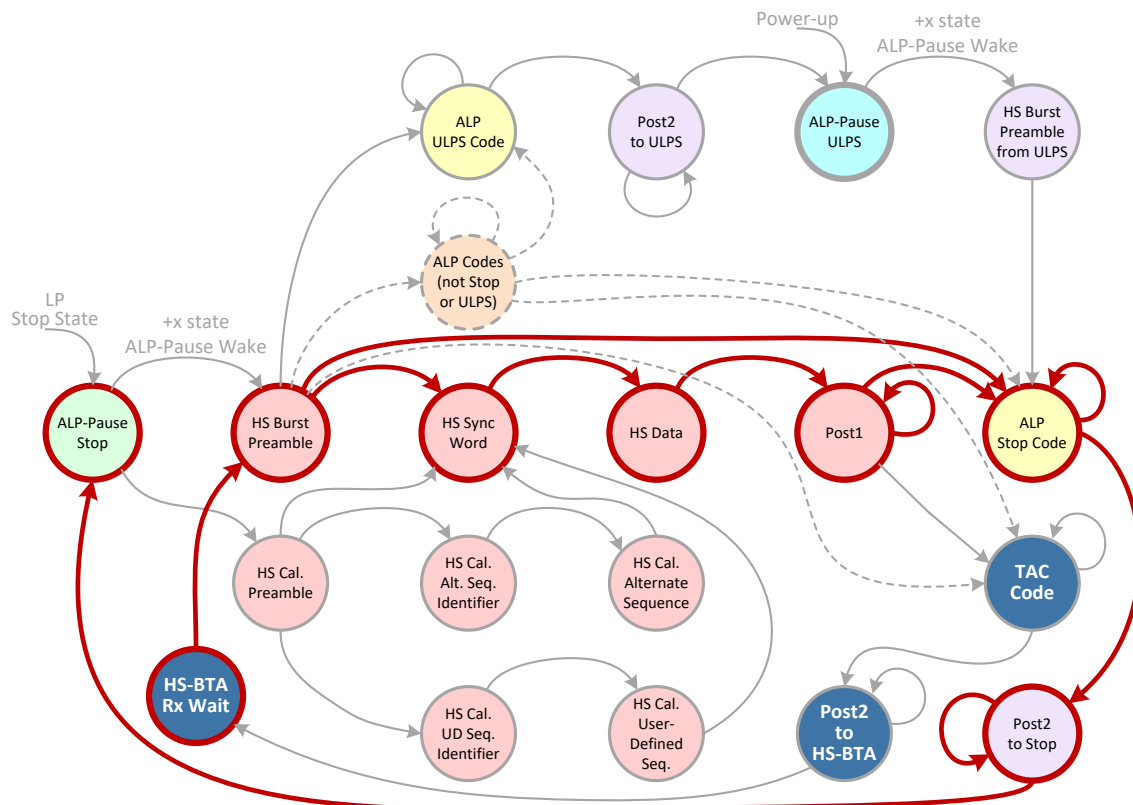 Power-up
+x state
ALP-Pause Wake
ALP
ULPS Code
Post2
to ULPS
ALP-Pause
ULPS
HS Burst
Preamble
from ULPS
ALP Codes
(not Stop
or ULPS)
LP
Stop State
+x state
ALP-Pause Wake
ALP-Pause
Stop
HS Burst
Preamble
HS Sync
Word
HS Data
Post1
ALP
Stop Code
HS Cal.
Preamble
HS Cal.
Alt. Seq.
Identifier
HS Cal.
Alternate
Sequence
TAC
Code
HS-BTA
Rx Wait
HS Cal.
UD Seq.
Identifier
HS Cal.
User-
Defined
Seq.
Post2
to
HS-BTA
Post2
to Stop